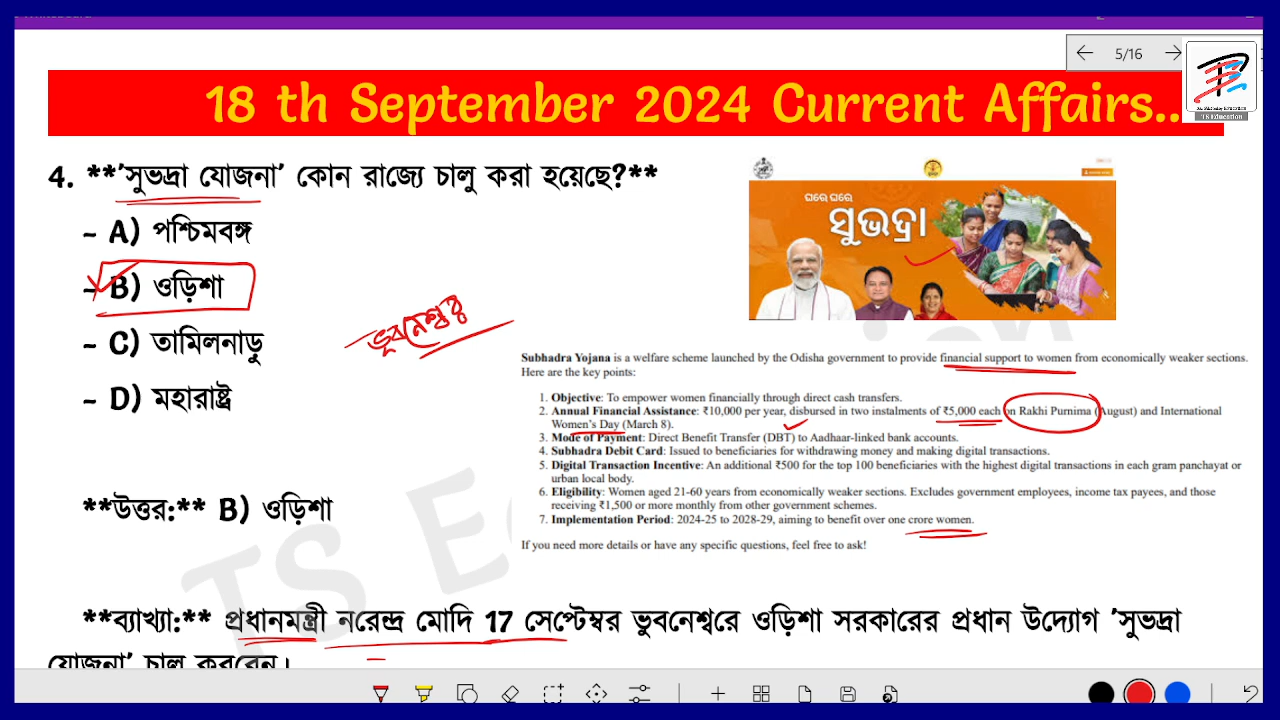 5/16
TS Education
18 th September 2024 Current Affairs..
4. **'সুভদ্রা যোজনা' কোন রাজ্যে চালু করা হয়েছে?**
- A) পশ্চিমবঙ্গ
- B) ওড়িশা
- C) তামিলনাড়ু
- D) মহারাষ্ট্র
ভুবনেশ্বর
ଘରେ ଘରେ
ସୁଭଦ୍ରା
Subhadra Yojana is a welfare scheme launched by the Odisha government to provide financial support to women from economically weaker sections.
Here are the key points:
1. Objective: To empower women financially through direct cash transfers.
2. Annual Financial Assistance: ₹10,000 per year, disbursed in two instalments of ₹5,000 each on Rakhi Purnima (August) and International
Women's Day (March 8).
3. Mode of Payment: Direct Benefit Transfer (DBT) to Aadhaar-linked bank accounts.
4. Subhadra Debit Card: Issued to beneficiaries for withdrawing money and making digital transactions.
5. Digital Transaction Incentive: An additional ₹500 for the top 100 beneficiaries with the highest digital transactions in each gram panchayat or
urban local body.
6. Eligibility: Women aged 21-60 years from economically weaker sections. Excludes government employees, income tax payees, and those
receiving ₹1,500 or more monthly from other government schemes.
7. Implementation Period: 2024-25 to 2028-29, aiming to benefit over one crore women.
If you need more details or have any specific questions, feel free to ask!
**উত্তর:** B) ওড়িশা
**ব্যাখ্যা:** প্রধানমন্ত্রী নরেন্দ্র মোদি 17 সেপ্টেম্বর ভুবনেশ্বরে ওড়িশা সরকারের প্রধান উদ্যোগ 'সুভদ্রা
যোজনা' চালু করবেন।